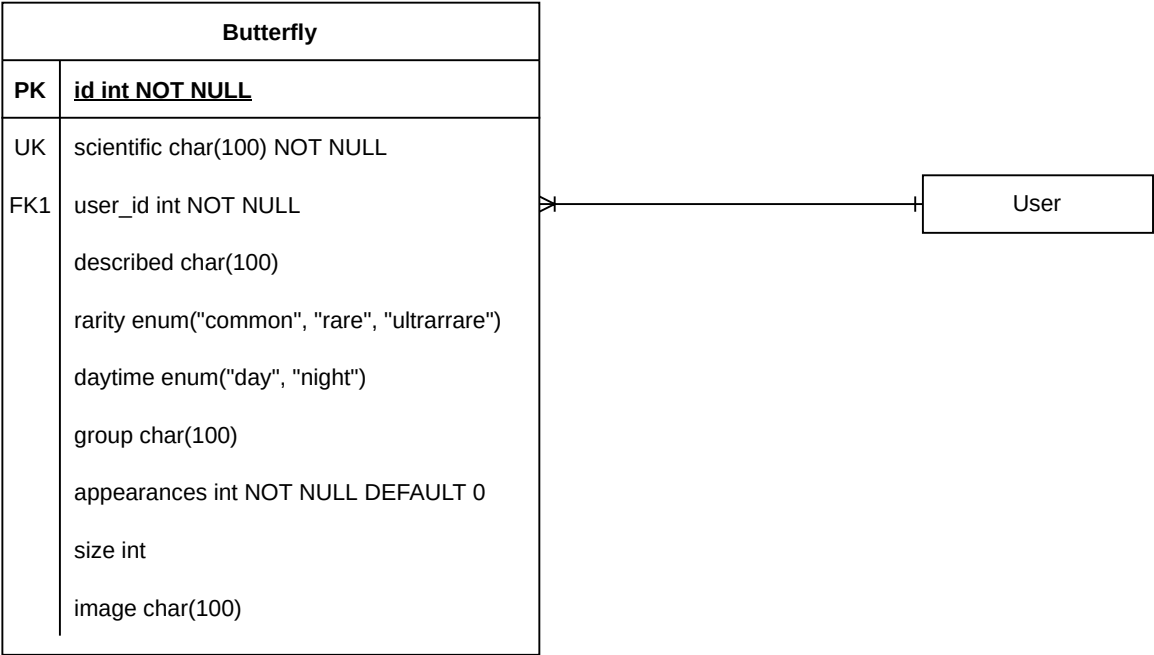 Butterfly
PK id int NOT NULL
UK scientific char(100) NOT NULL
FK1 user_id int NOT NULL
User
described char(100)
rarity enum("common", "rare", "ultrarrare")
daytime enum("day", "night")
group char(100)
appearances int NOT NULL DEFAULT 0
size int
image char(100)